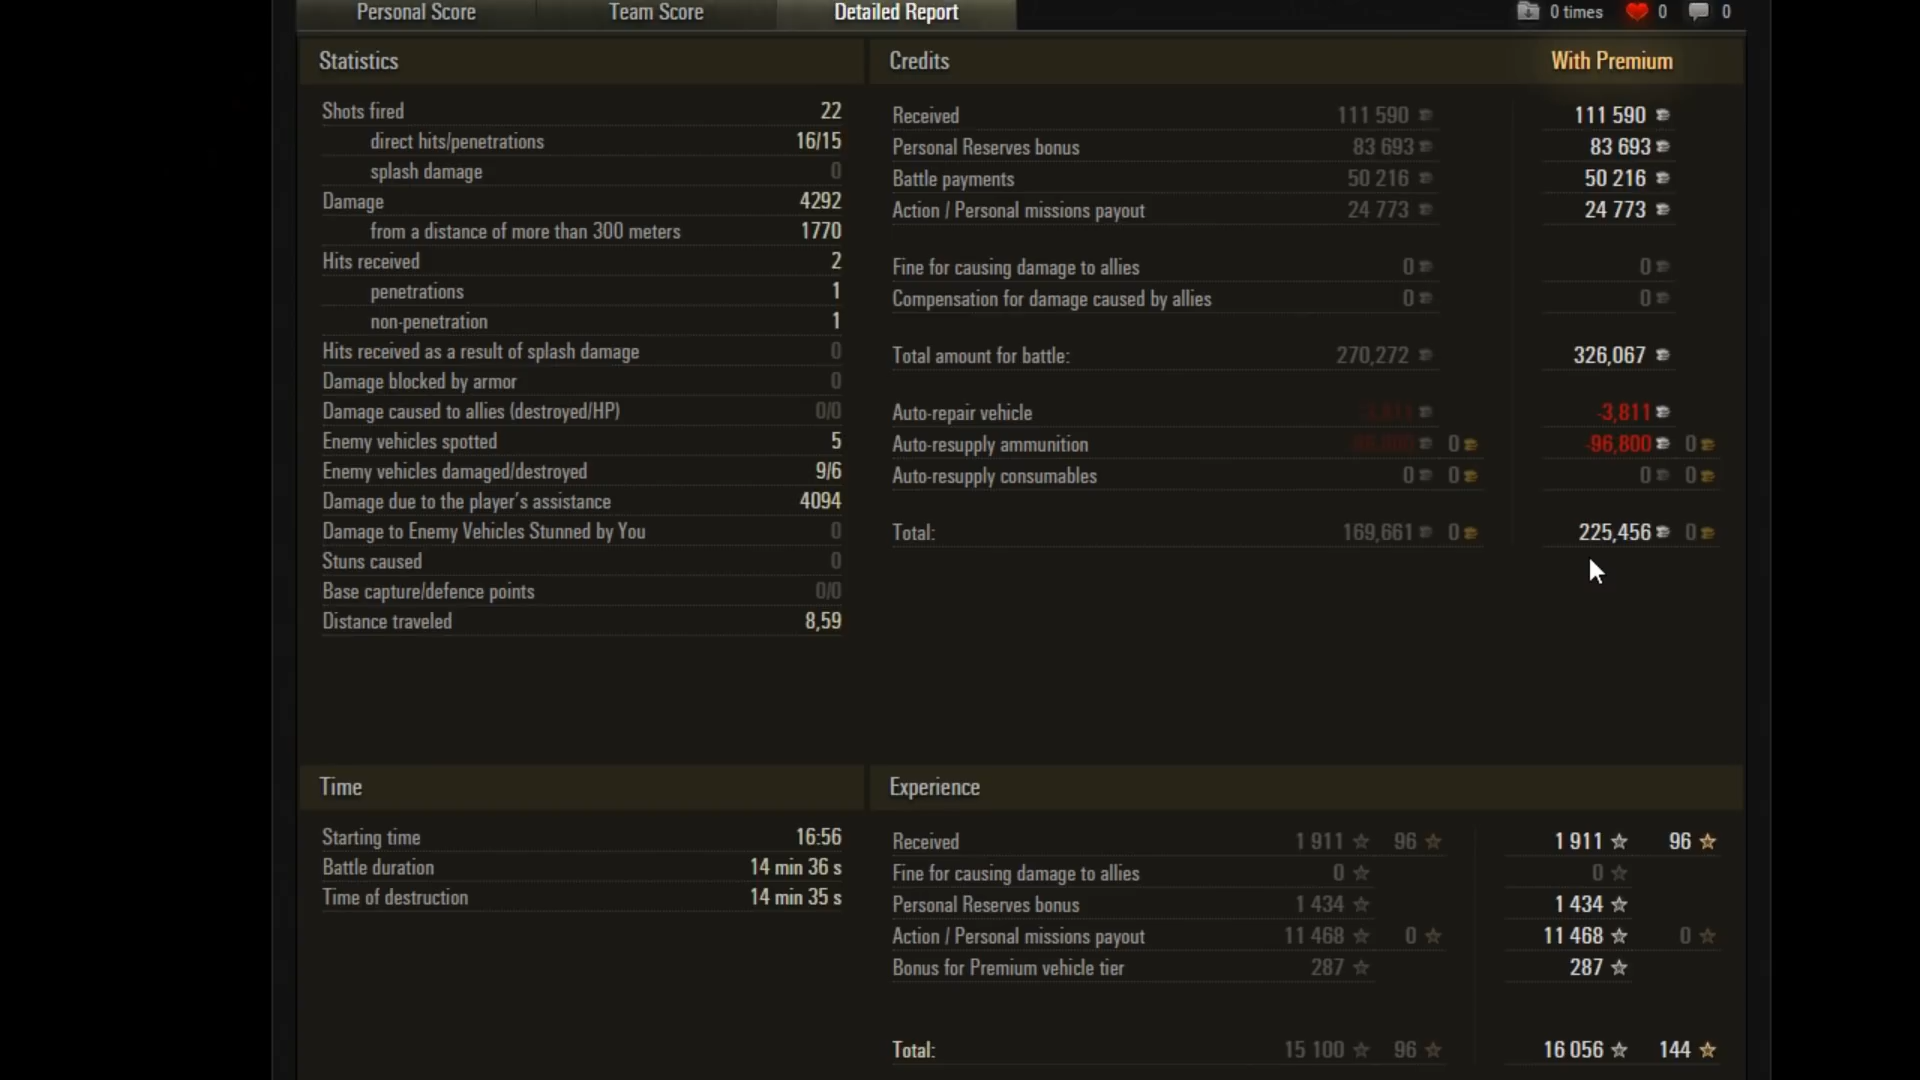 Personal Score Team Score Detailed Report 0 times 0 0
Statistics
Shots fired 22
direct hits/penetrations 16/15
splash damage 0
Damage 4292
from a distance of more than 300 meters 1770
Hits received 2
penetrations 1
non-penetration 1
Hits received as a result of splash damage 0
Damage blocked by armor 0
Damage caused to allies (destroyed/HP) 0/0
Enemy vehicles spotted 5
Enemy vehicles damaged/destroyed 9/6
Damage due to the player's assistance 4094
Damage to Enemy Vehicles Stunned by You 0
Stuns caused 0
Base capture/defence points 0/0
Distance traveled 8,59
Credits With Premium
Received 111 590 111 590
Personal Reserves bonus 83 693 83 693
Battle payments 50 216 50 216
Action / Personal missions payout 24 773 24 773
Fine for causing damage to allies 0 0
Compensation for damage caused by allies 0 0
Total amount for battle: 270,272 326,067
Auto-repair vehicle -3,811 -3,811
Auto-resupply ammunition 0 -96,800 0
Auto-resupply consumables 0 0 0 0
Total: 169,661 0 225,456 0
Time
Starting time 16:56
Battle duration 14 min 36 s
Time of destruction 14 min 35 s
Experience
Received 1 911 96 1 911 96
Fine for causing damage to allies 0 0
Personal Reserves bonus 1 434 1 434
Action / Personal missions payout 11 468 0 11 468 0
Bonus for Premium vehicle tier 287 287
Total: 15 100 96 16 056 144